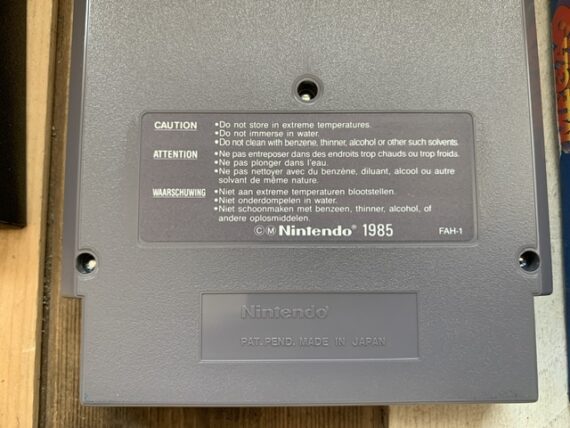 CAUTION •Do not store in extreme temperatures.
•Do not immerse in water.
•Do not clean with benzene, thinner, alcohol or other such solvents.
ATTENTION •Ne pas entreposer dans des endroits trop chauds ou trop froids.
•Ne pas plonger dans l'eau.
•Ne pas nettoyer avec du benzène, diluant, alcool ou autre
solvant de même nature.
WAARSCHUWING •Niet aan extreme temperaturen blootstellen.
•Niet onderdompelen in water.
•Niet schoonmaken met benzeen, thinner, alcohol, of
andere oplosmiddelen.
ⒸⓂ Nintendo® 1985 FAH-1
Nintendo®
PAT. PEND. MADE IN JAPAN